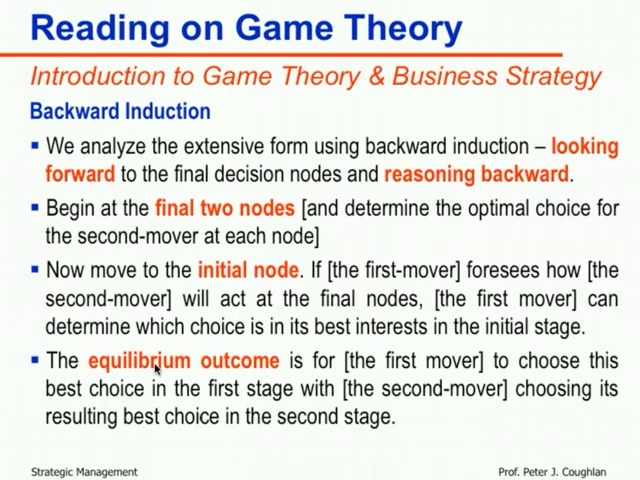 Reading on Game Theory
Introduction to Game Theory & Business Strategy
Backward Induction
▪ We analyze the extensive form using backward induction – looking
forward to the final decision nodes and reasoning backward.
▪ Begin at the final two nodes [and determine the optimal choice for
the second-mover at each node]
▪ Now move to the initial node. If [the first-mover] foresees how [the
second-mover] will act at the final nodes, [the first mover] can
determine which choice is in its best interests in the initial stage.
▪ The equilibrium outcome is for [the first mover] to choose this
best choice in the first stage with [the second-mover] choosing its
resulting best choice in the second stage.
Strategic Management
Prof. Peter J. Coughlan